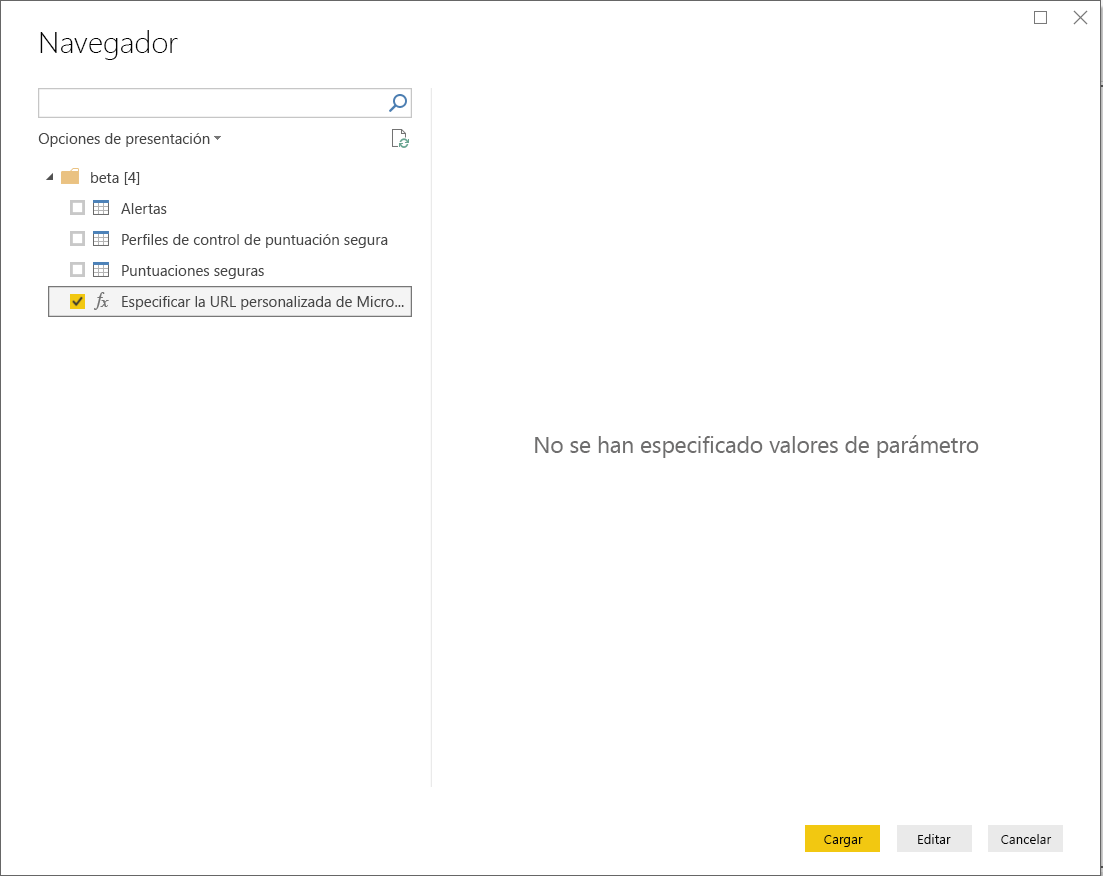 Navegador
Opciones de presentación
beta [4]
Alertas
Perfiles de control de puntuación segura
Puntuaciones seguras
fx Especificar la URL personalizada de Micro...
No se han especificado valores de parámetro
Cargar Editar Cancelar